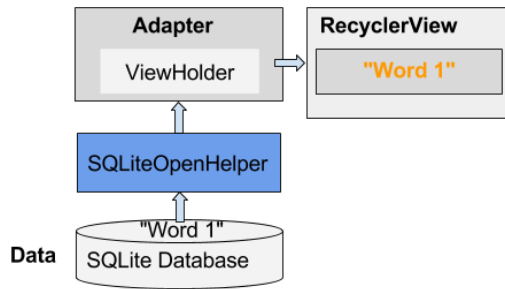 Adapter
ViewHolder
RecyclerView
"Word 1"
SQLiteOpenHelper
"Word 1"
Data
SQLite Database